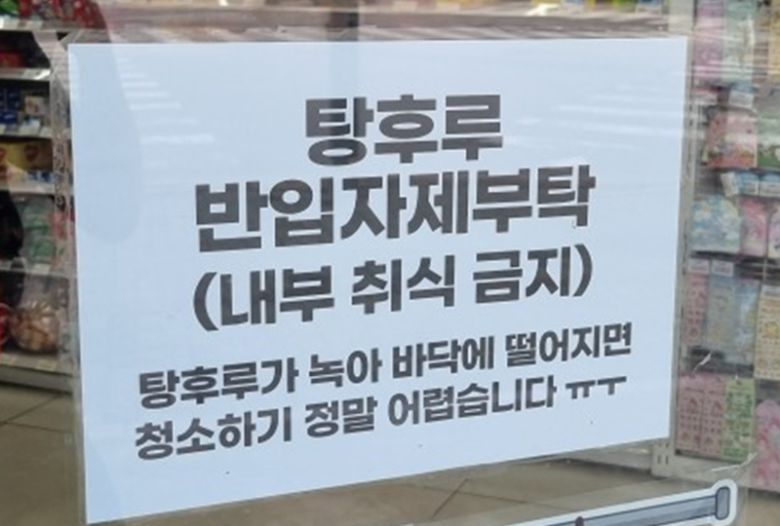 탕후루
반입자제부탁
(내부 취식 금지)
탕후루가 녹아 바닥에 떨어지면
청소하기 정말 어렵습니다 ㅠㅜ